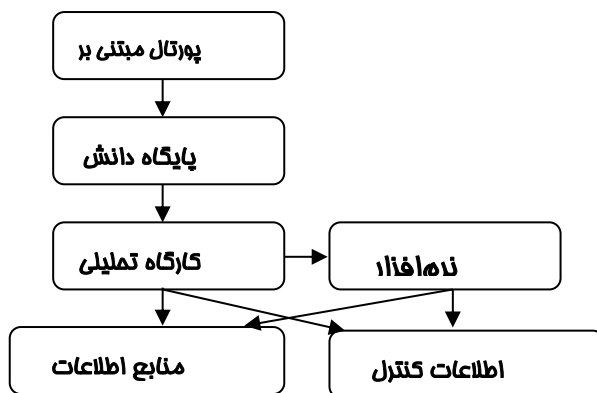 پورتال مبتنی بر
پایگاه دانش
کارگاه تحلیلی
نرم‌افزار
منابع اطلاعات
اطلاعات کنترل